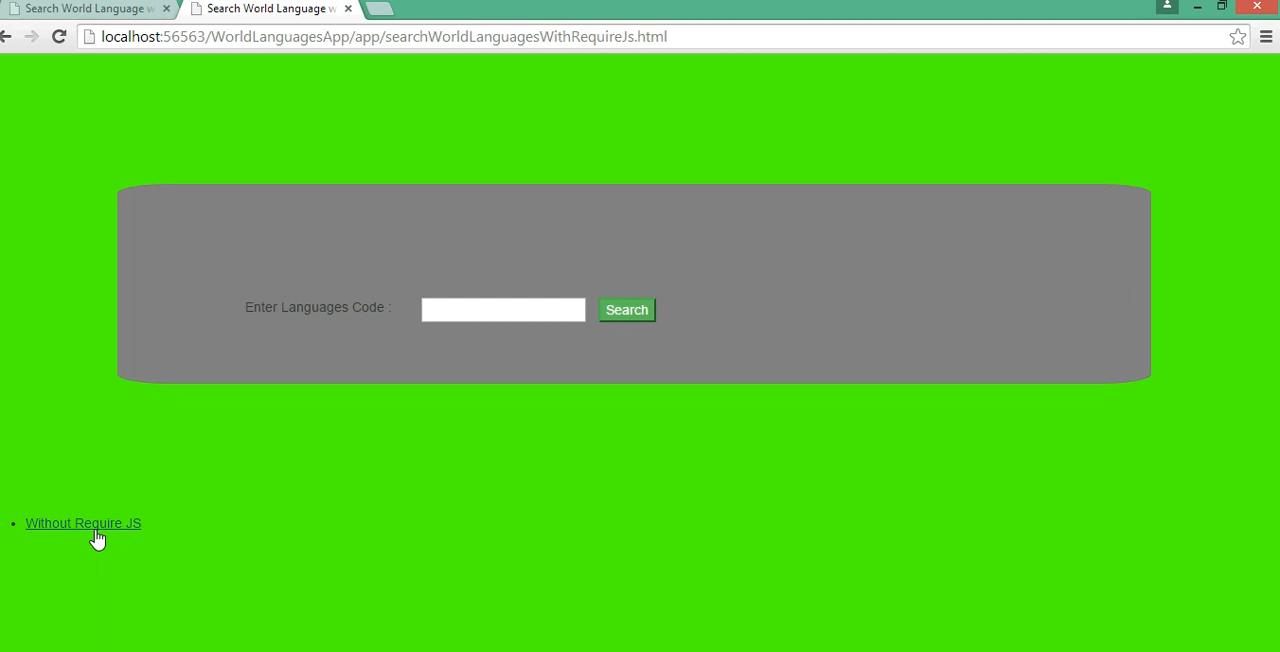 Search World Language w
Search World Language w
localhost:56563/WorldLanguagesApp/app/searchWorldLanguagesWithRequireJs.html
Enter Languages Code :
Search
Without Require JS